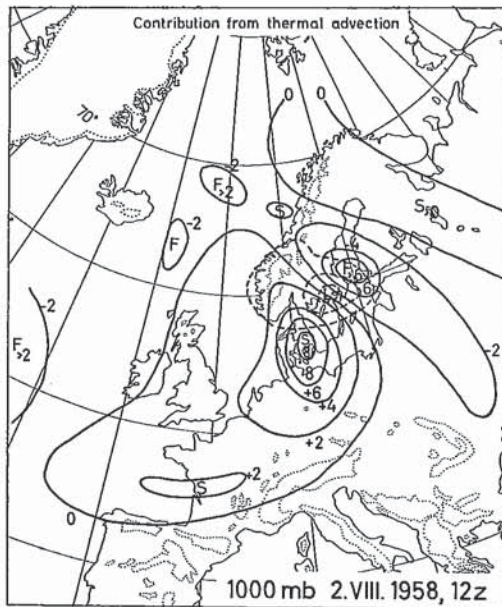 Contribution from thermal advection
0 0
70°
-2
F,-2
S
S,0
-2
F
-4
F,-6
-6
-2
F,-2
-2
S
8
+8
+6
+4
+2
+2
S
0
1000 mb 2.VIII. 1958, 12z